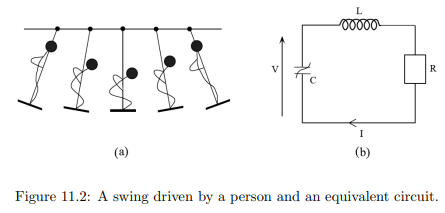 L
V
C
R
I
(a)
(b)
Figure 11.2: A swing driven by a person and an equivalent circuit.